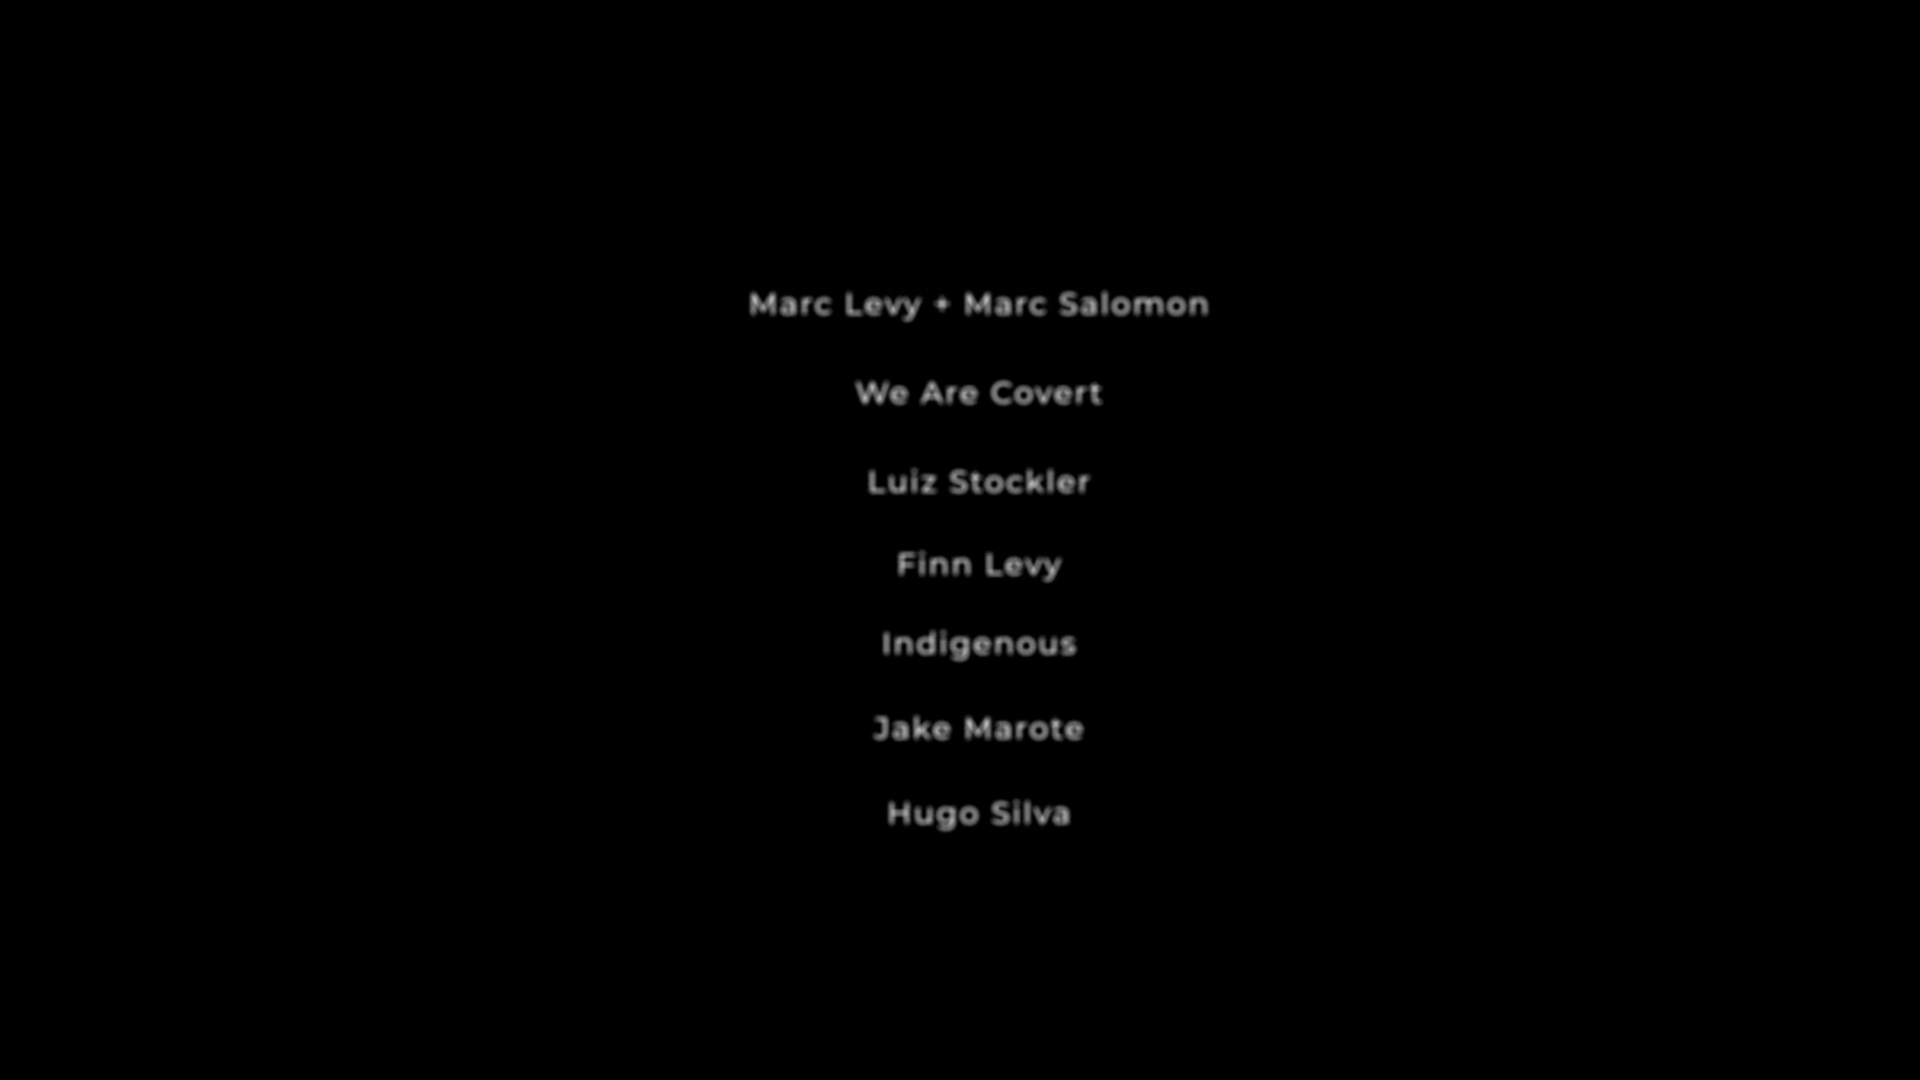 Marc Levy + Marc Salomon
We Are Covert
Luiz Stockler
Finn Levy
Indigenous
Jake Marote
Hugo Silva